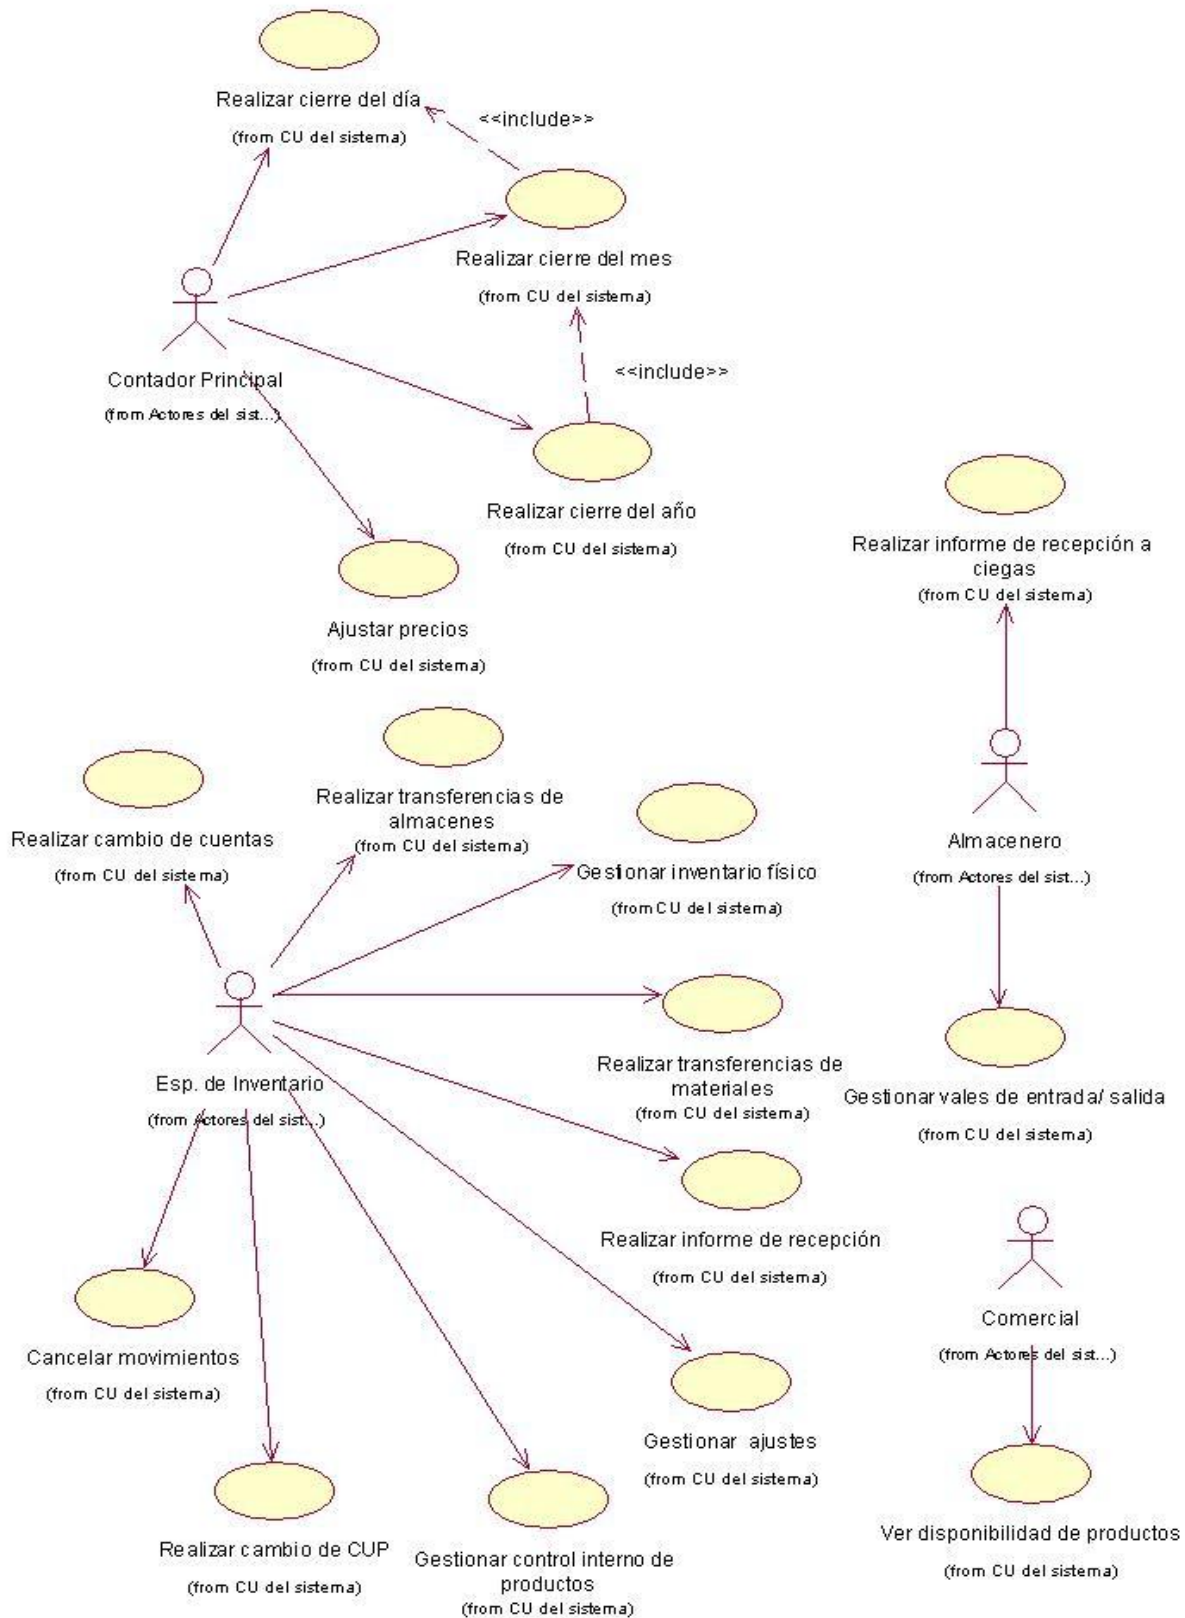 Realizar cierre del día
(from CU del sistema)
<<include>>
Realizar cierre del mes
(from CU del sistema)
<<include>>
Contador Principal
(from Actores del sist...)
Realizar cierre del año
(from CU del sistema)
Ajustar precios
(from CU del sistema)
Realizar informe de recepción a
ciegas
(from CU del sistema)
Realizar cambio de cuentas
(from CU del sistema)
Realizar transferencias de
almacenes
(from CU del sistema)
Gestionar inventario físico
(from CU del sistema)
Almacenero
(from Actores del sist...)
Esp. de Inventario
(from Actores del sist...)
Realizar transferencias de
materiales
(from CU del sistema)
Gestionar vales de entrada/ salida
(from CU del sistema)
Realizar informe de recepción
(from CU del sistema)
Comercial
(from Actores del sist...)
Cancelar movimientos
(from CU del sistema)
Gestionar ajustes
(from CU del sistema)
Realizar cambio de CUP
(from CU del sistema)
Gestionar control interno de
productos
(from CU del sistema)
Ver disponibilidad de productos
(from CU del sistema)